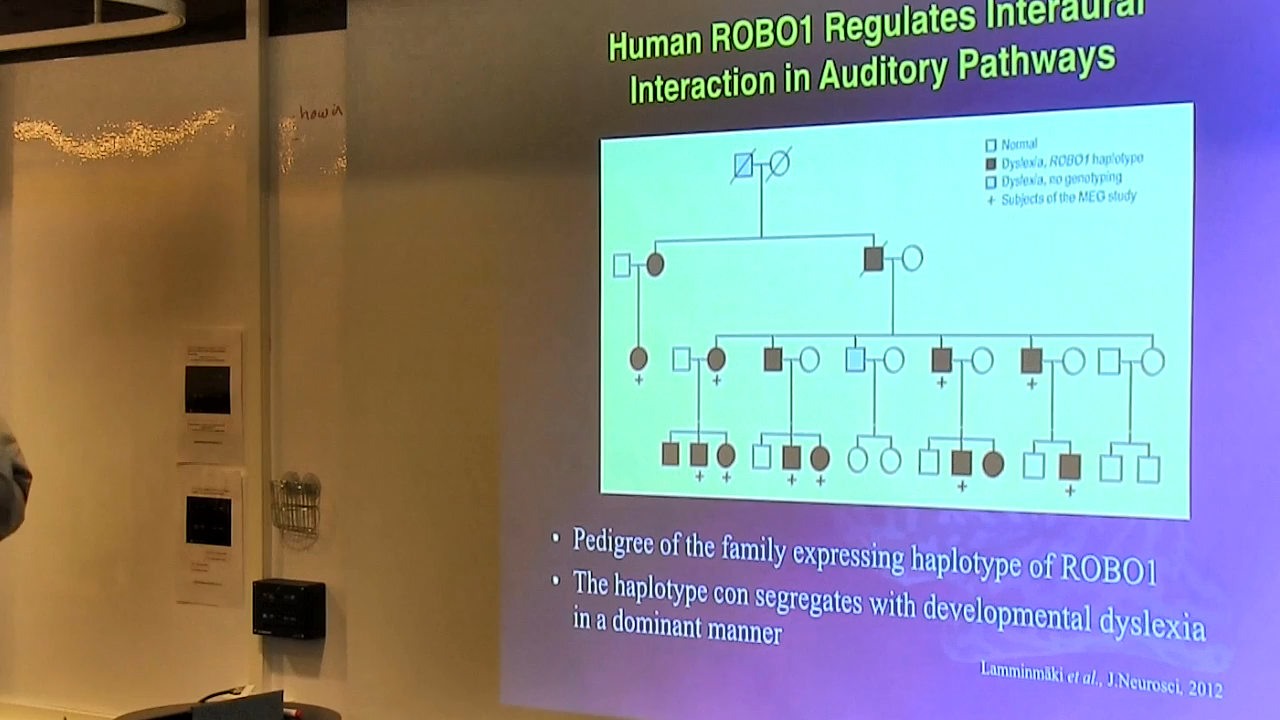 Human ROBO1 Regulates Interaural
Interaction in Auditory Pathways
how
Normal
Dyslexia, ROBO1 haplotype
Dyslexia, no genotyping
+ Subjects of the MEG study
• Pedigree of the family expressing haplotype of ROBO1
• The haplotype con segregates with developmental dyslexia
in a dominant manner
Lamminmäki et al., J.Neurosci, 2012